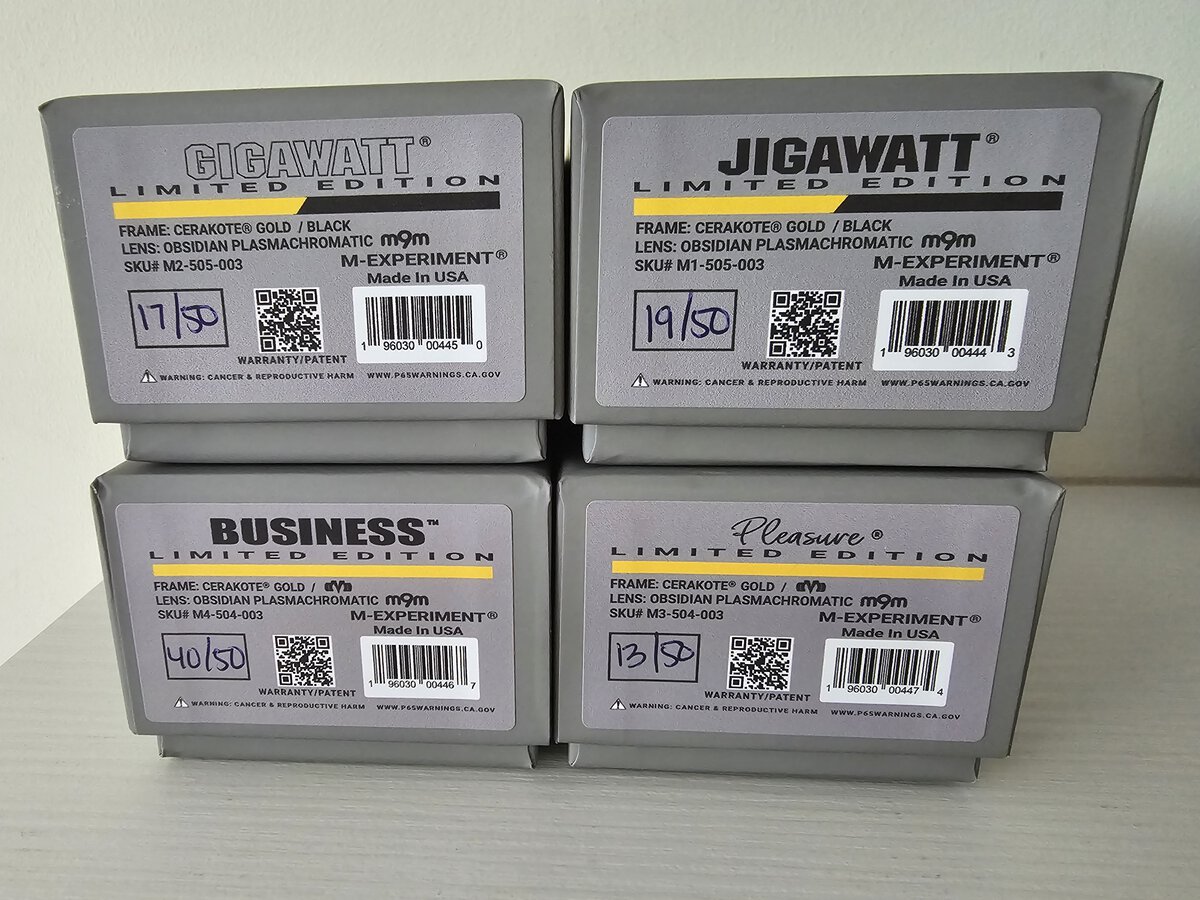 GIGAWATT®
LIMITED EDITION
FRAME: CERAKOTE® GOLD / BLACK
LENS: OBSIDIAN PLASMACHROMATIC m9m
SKU# M2-505-003
M-EXPERIMENT®
Made In USA
17/50
1 96030 00445 0
WARRANTY/PATENT
WARNING: CANCER & REPRODUCTIVE HARM WWW.P65WARNINGS.CA.GOV
JIGAWATT®
LIMITED EDITION
FRAME: CERAKOTE® GOLD / BLACK
LENS: OBSIDIAN PLASMACHROMATIC m9m
SKU# M1-505-003
M-EXPERIMENT®
Made In USA
19/50
1 96030 00444 3
WARRANTY/PATENT
WARNING: CANCER & REPRODUCTIVE HARM WWW.P65WARNINGS.CA.GOV
BUSINESS™
LIMITED EDITION
FRAME: CERAKOTE® GOLD /
LENS: OBSIDIAN PLASMACHROMATIC m9m
SKU# M4-504-003
M-EXPERIMENT®
Made In USA
40/50
1 96030 00446 7
WARRANTY/PATENT
WARNING: CANCER & REPRODUCTIVE HARM WWW.P65WARNINGS.CA.GOV
Pleasure®
LIMITED EDITION
FRAME: CERAKOTE® GOLD /
LENS: OBSIDIAN PLASMACHROMATIC m9m
SKU# M3-504-003
M-EXPERIMENT®
Made In USA
13/50
1 96030 00447 4
WARRANTY/PATENT
WARNING: CANCER & REPRODUCTIVE HARM WWW.P65WARNINGS.CA.GOV